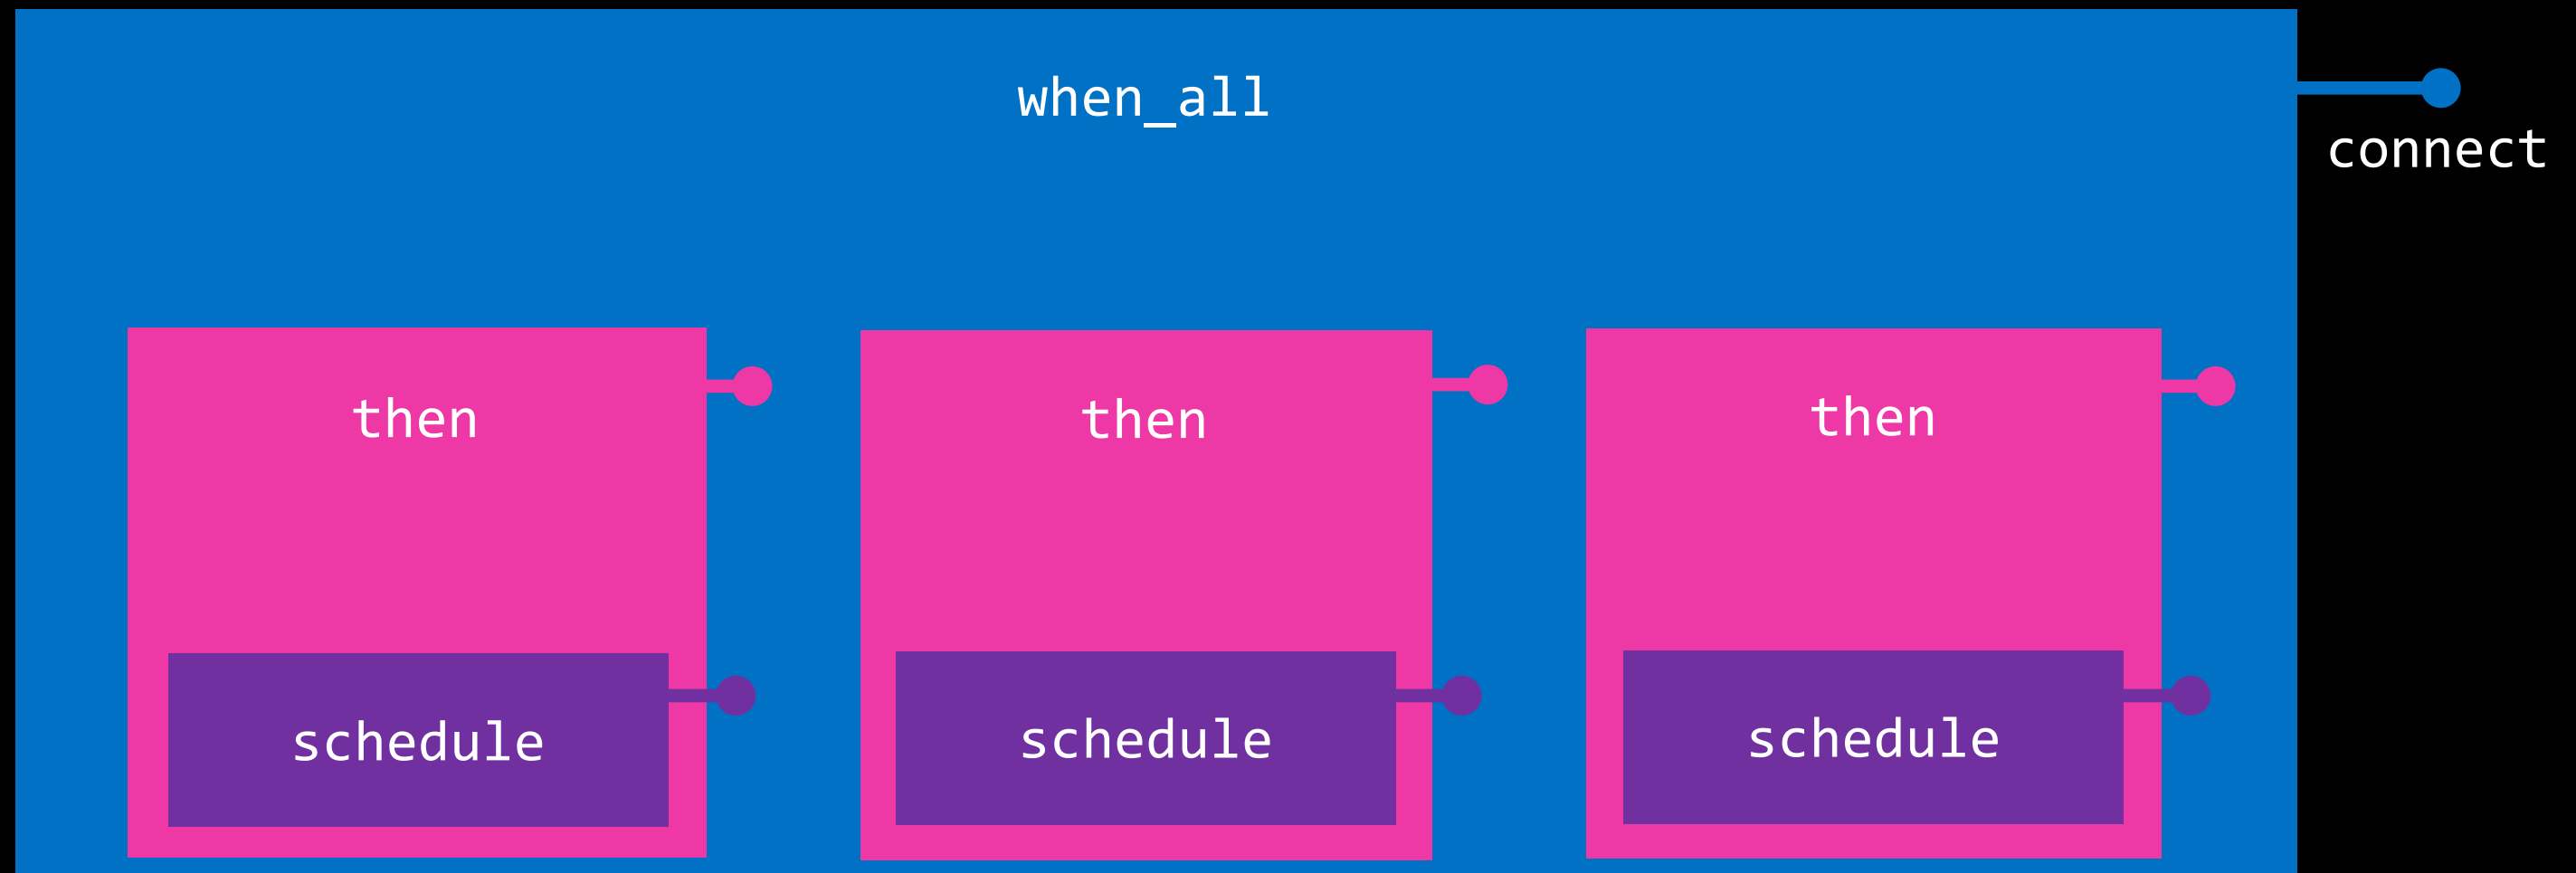 when_all
connect
then
then
then
schedule
schedule
schedule